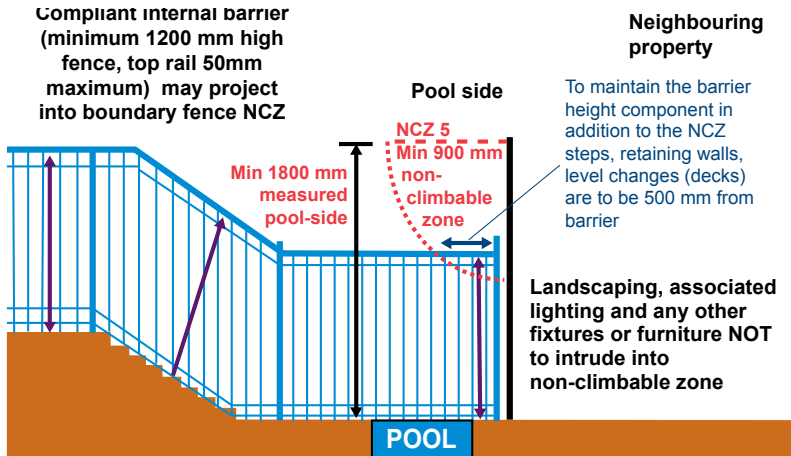 Compliant internal barrier
(minimum 1200 mm high
fence, top rail 50mm
maximum) may project
into boundary fence NCZ
Neighbouring
property
Pool side
To maintain the barrier
height component in
addition to the NCZ
steps, retaining walls,
level changes (decks)
are to be 500 mm from
barrier
NCZ 5
Min 900 mm
non-
climbable
zone
Min 1800 mm
measured
pool-side
Landscaping, associated
lighting and any other
fixtures or furniture NOT
to intrude into
non-climbable zone
POOL